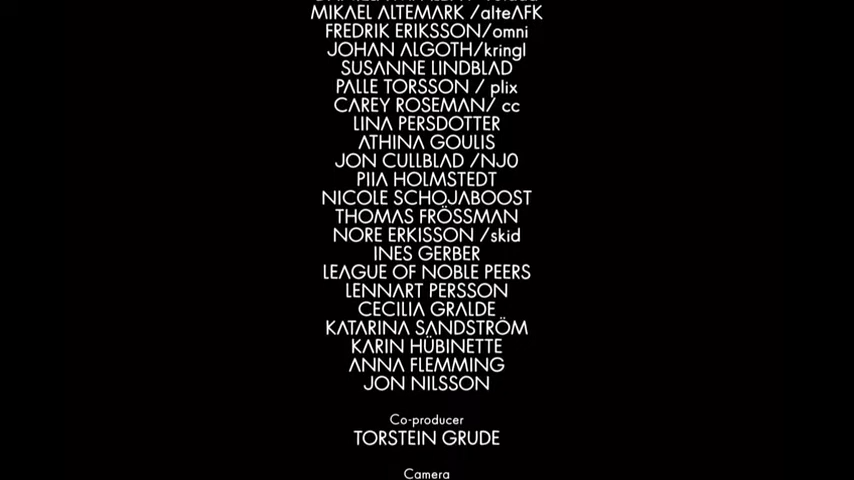 MIKAEL ALTEMARK /alteAFK
FREDRIK ERIKSSON/omni
JOHAN ALGOTH/kringl
SUSANNE LINDBLAD
PALLE TORSSON / plix
CAREY ROSEMAN/ cc
LINA PERSDOTTER
ATHINA GOULIS
JON CULLBLAD /NJ0
PIIA HOLMSTEDT
NICOLE SCHOJABOOST
THOMAS FRÖSSMAN
NORE ERKISSON /skid
INES GERBER
LEAGUE OF NOBLE PEERS
LENNART PERSSON
CECILIA GRALDE
KATARINA SANDSTRÖM
KARIN HÜBINETTE
ANNA FLEMMING
JON NILSSON
Co-producer
TORSTEIN GRUDE
Camera